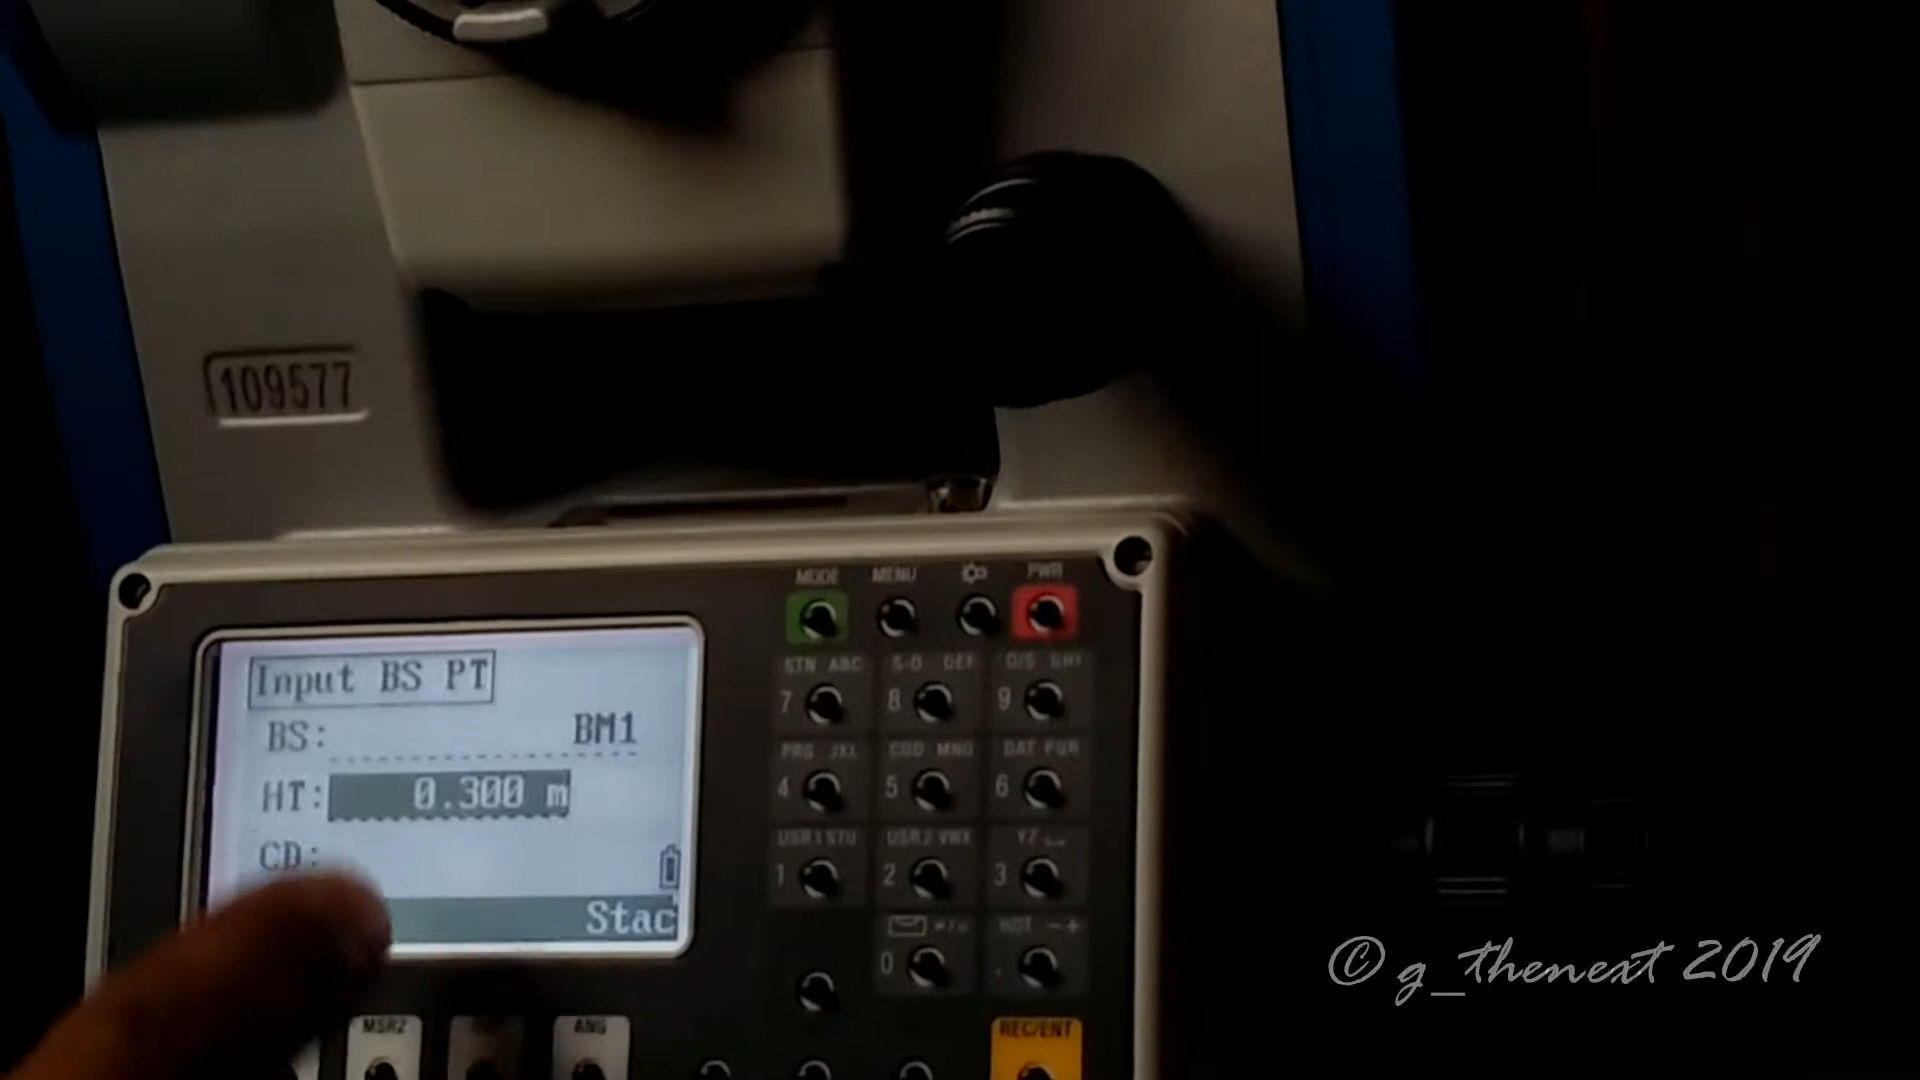 109577
MODE MENU PWR
Input BS PT
BS: BM1
HT: 0.300 m
CD:
Stac
STN ABC S-O DEF O/S GHI
7 8 9
PRG JKL COD MNO DAT PQR
4 5 6
USR1 STU USR2 VWX YZ
1 2 3
HOT -+
0 .
MSR2 ANG REC/ENT
© g_thenext 2019